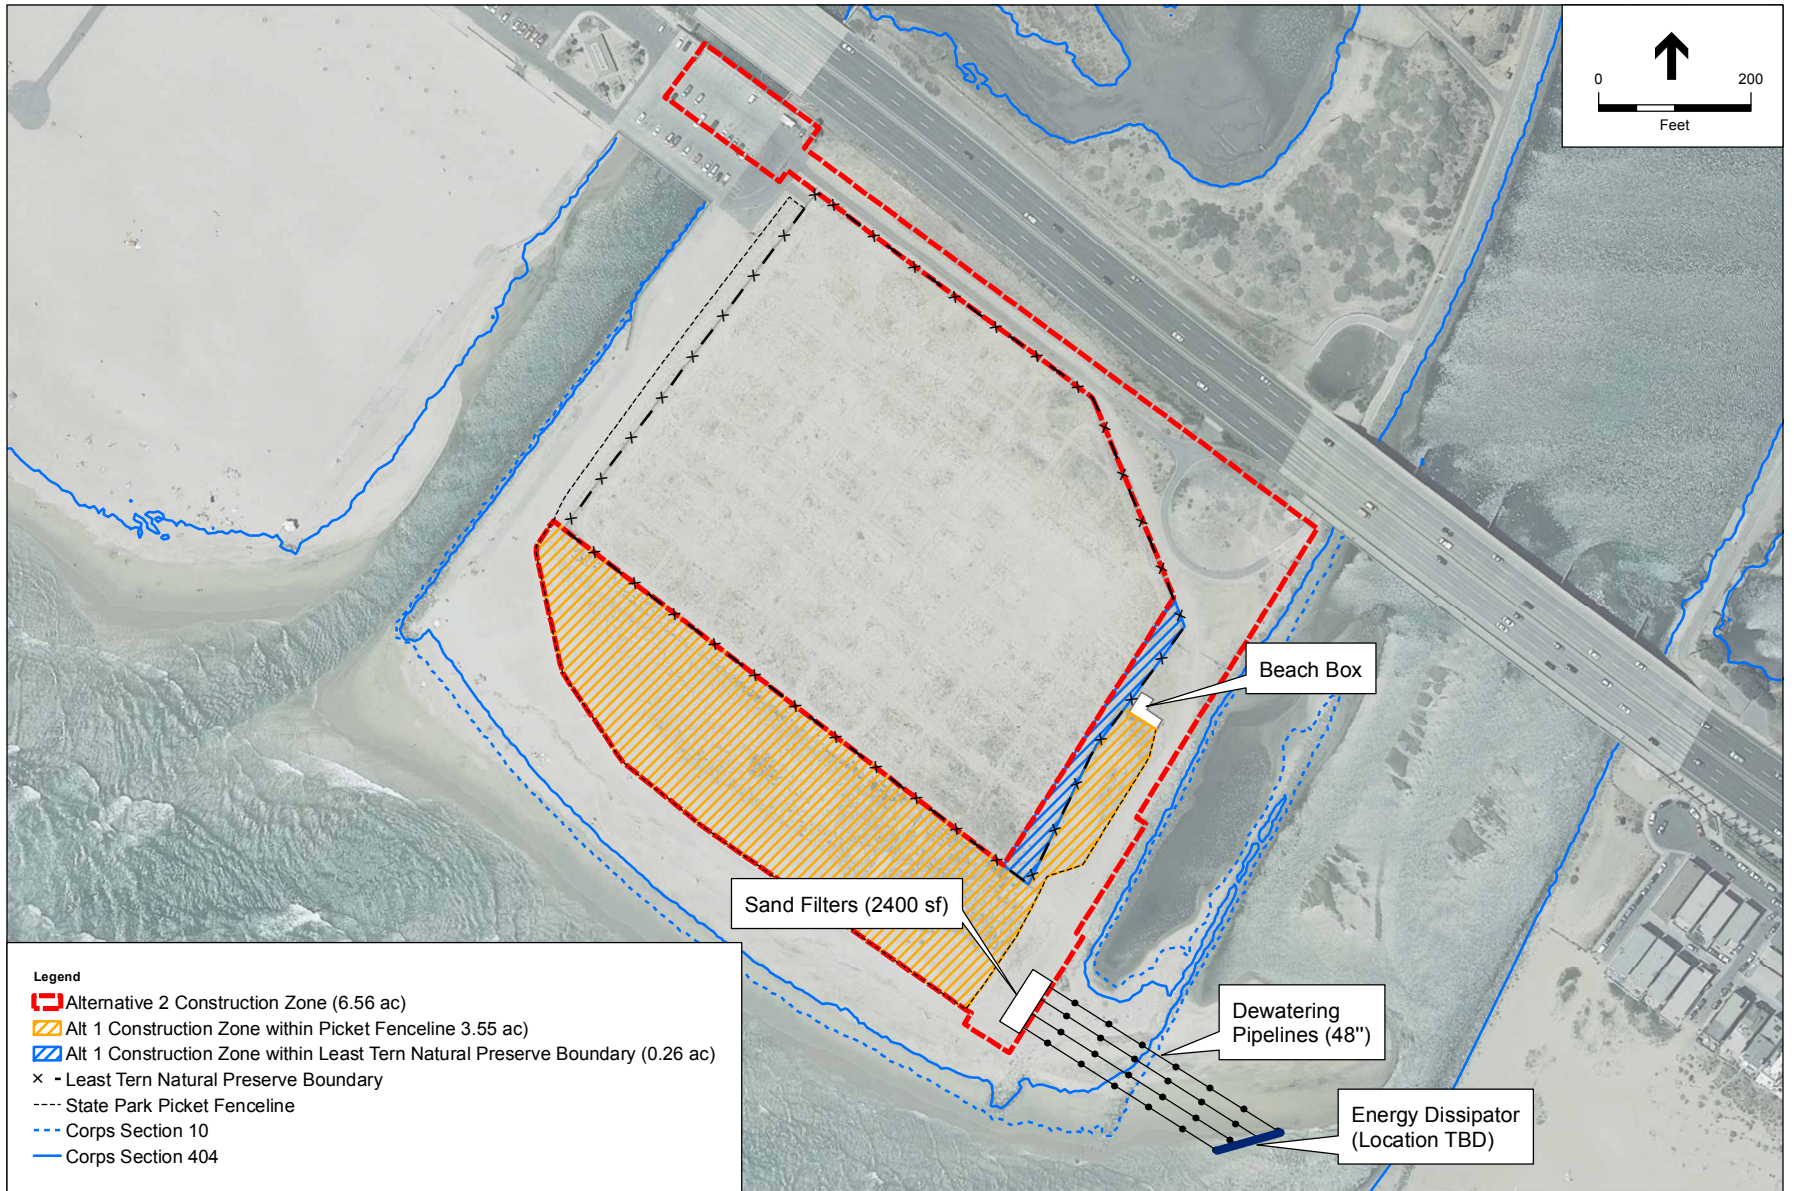 0 200
Feet
Beach Box
Sand Filters (2400 sf)
Dewatering
Pipelines (48")
Energy Dissipator
(Location TBD)
Legend
Alternative 2 Construction Zone (6.56 ac)
Alt 1 Construction Zone within Picket Fenceline 3.55 ac)
Alt 1 Construction Zone within Least Tern Natural Preserve Boundary (0.26 ac)
Least Tern Natural Preserve Boundary
State Park Picket Fenceline
Corps Section 10
Corps Section 404